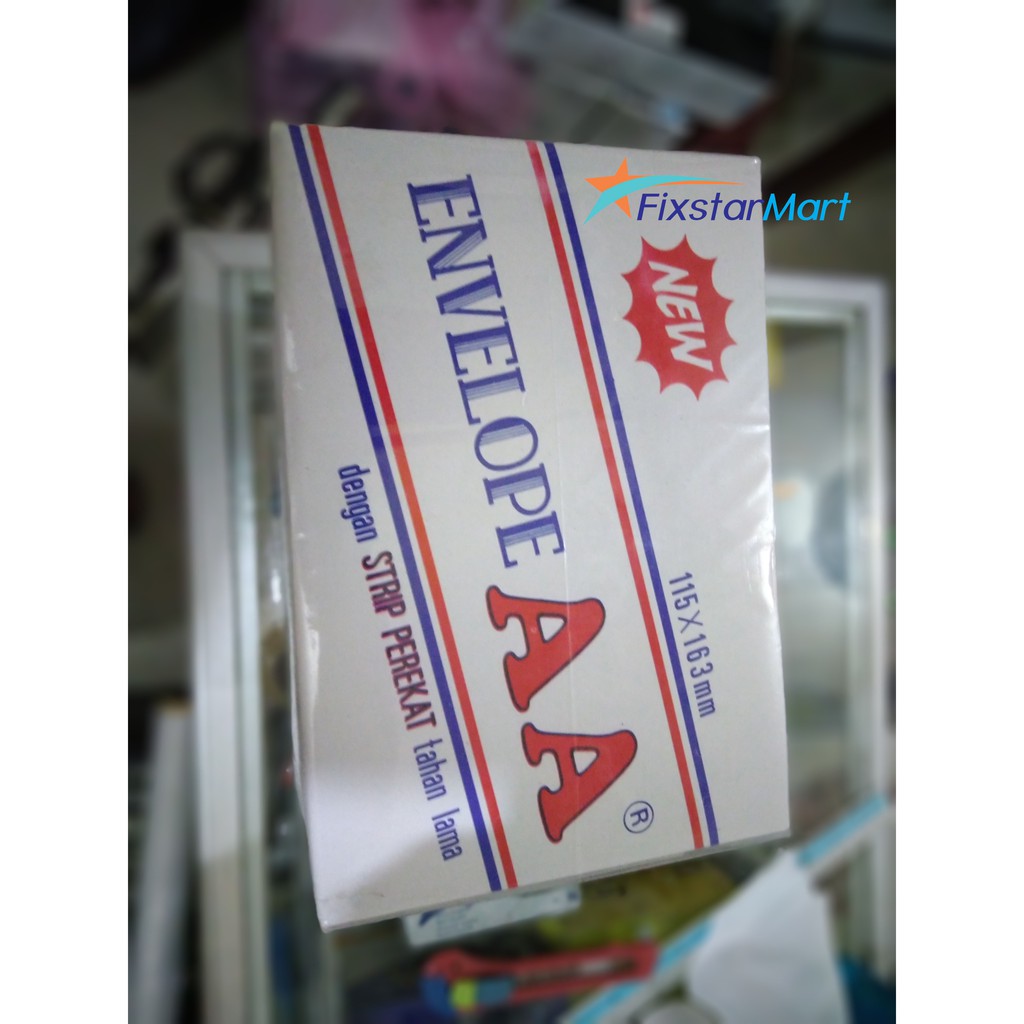 FixstarMart
NEW
115 X 163 mm
ENVELOPE AA ®
dengan STRIP PEREKAT tahan lama